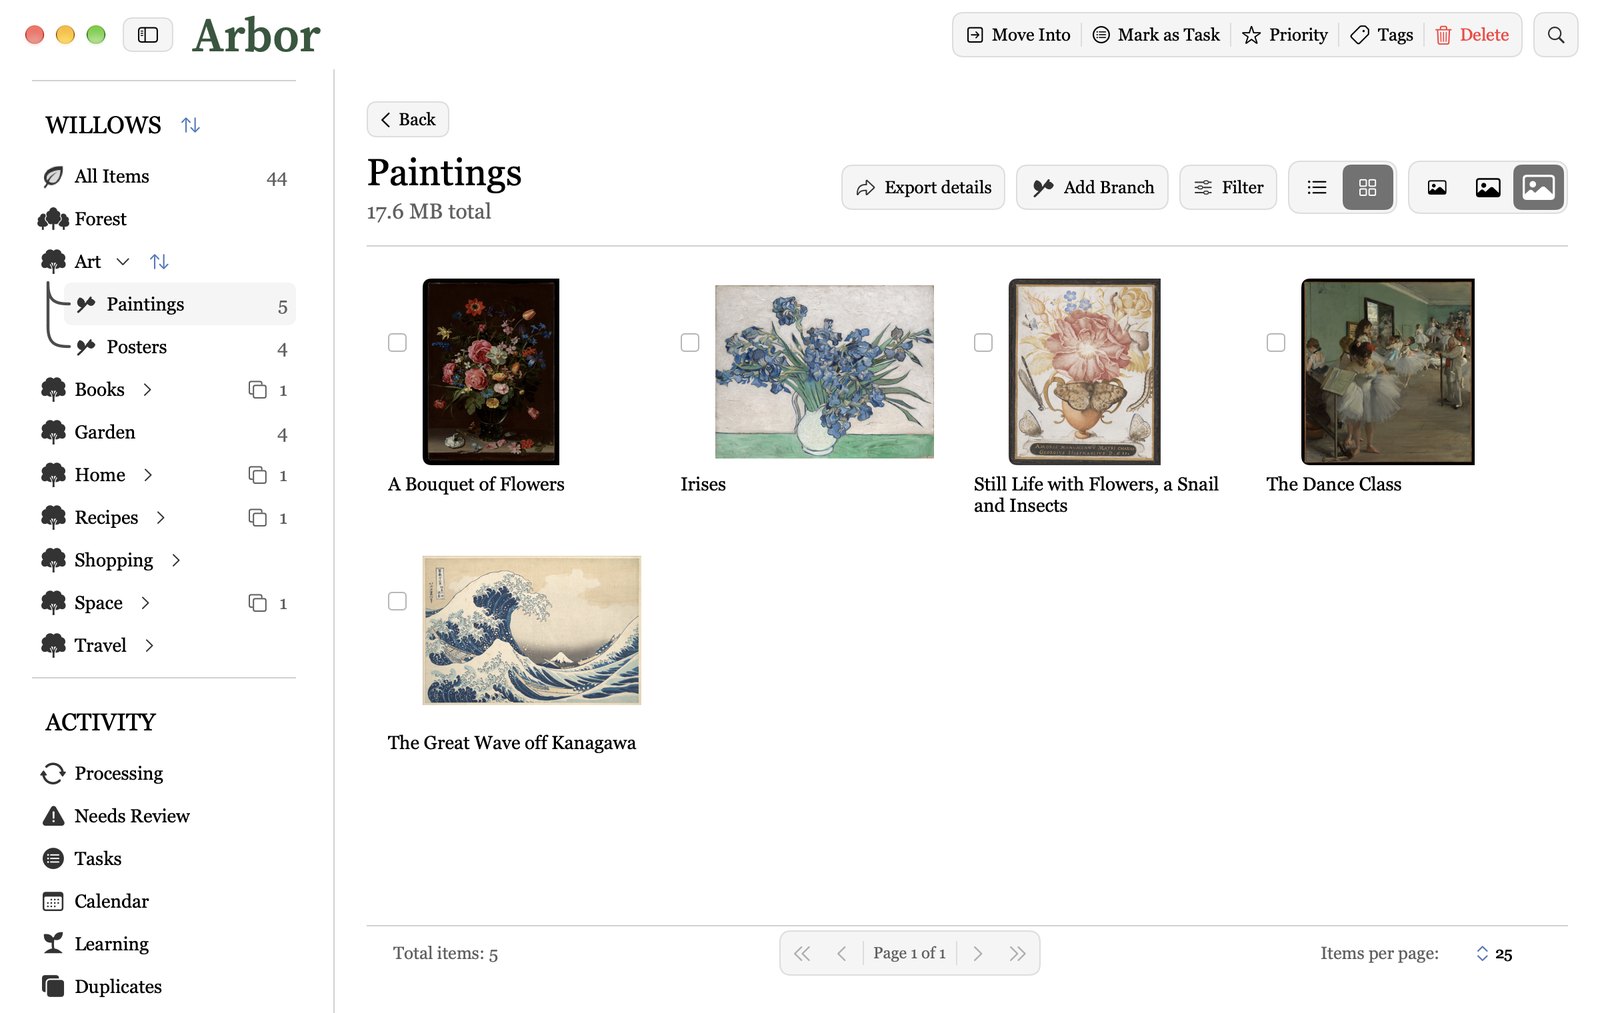 Arbor
Move Into
Mark as Task
Priority
Tags
Delete
WILLOWS
All Items 44
Forest
Art
Paintings 5
Posters 4
Books 1
Garden 4
Home 1
Recipes 1
Shopping
Space 1
Travel
ACTIVITY
Processing
Needs Review
Tasks
Calendar
Learning
Duplicates
Back
Paintings
17.6 MB total
Export details
Add Branch
Filter
A Bouquet of Flowers
Irises
Still Life with Flowers, a Snail
and Insects
The Dance Class
The Great Wave off Kanagawa
Total items: 5
Page 1 of 1
Items per page: 25